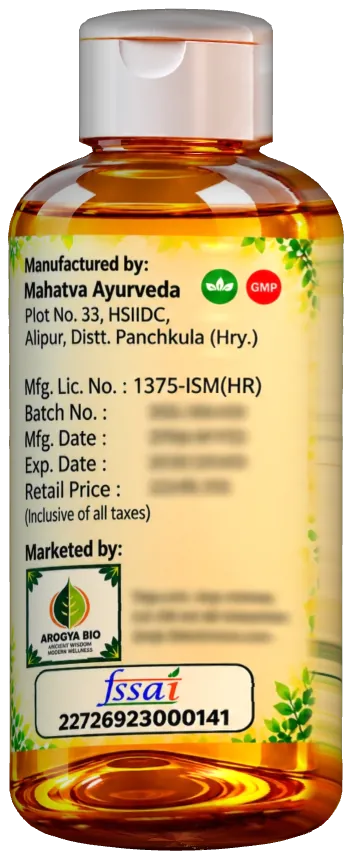 Manufactured by:
Mahatva Ayurveda
GMP
Plot No. 33, HSIIDC,
Alipur, Distt. Panchkula (Hry.)
Mfg. Lic. No. : 1375-ISM(HR)
Batch No. :
Mfg. Date :
Exp. Date :
Retail Price :
(Inclusive of all taxes)
Marketed by:
AROGYA BIO
ANCIENT WISDOM
MODERN WELLNESS
fssai
22726923000141